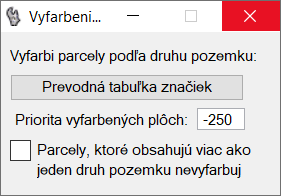 Vyfarbeni...
Vyfarbi parcely podľa druhu pozemku:
Prevodná tabuľka značiek
Priorita vyfarbených plôch: -250
Parcely, ktoré obsahujú viac ako
jeden druh pozemku nevyfarbuj